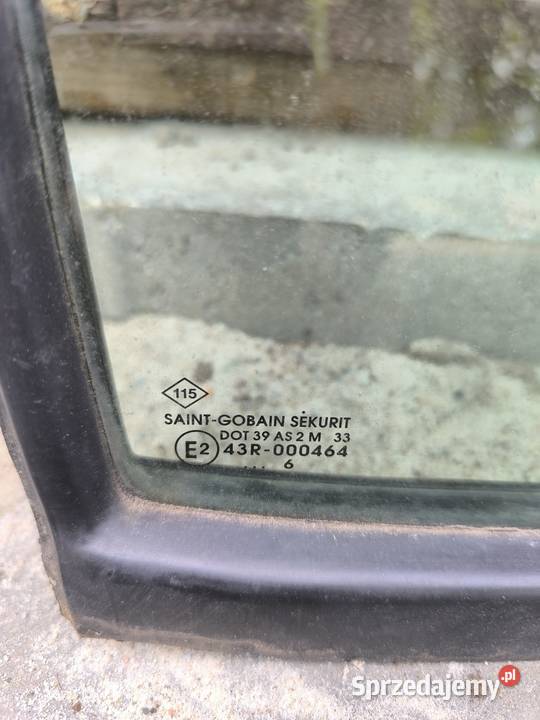 115
SAINT-GOBAIN SEKURIT
DOT 39 AS 2 M 33
E2 43R-000464
... 6
Sprzedajemy.pl